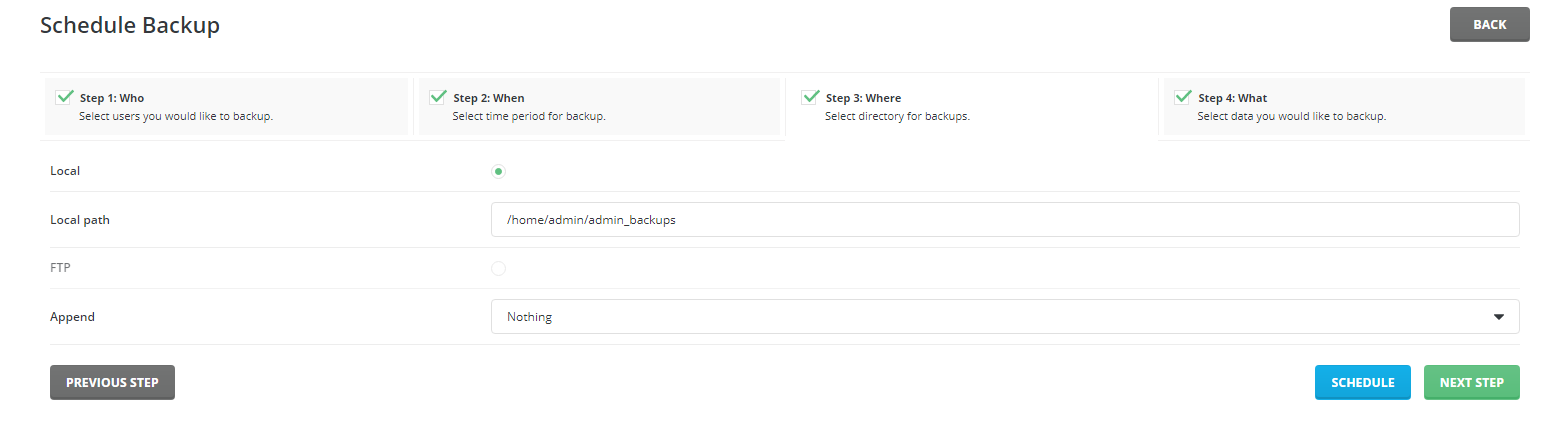 Schedule Backup
BACK
Step 1: Who
Select users you would like to backup.
Step 2: When
Select time period for backup.
Step 3: Where
Select directory for backups.
Step 4: What
Select data you would like to backup.
Local
Local path
/home/admin/admin_backups
FTP
Append
Nothing
PREVIOUS STEP
SCHEDULE
NEXT STEP